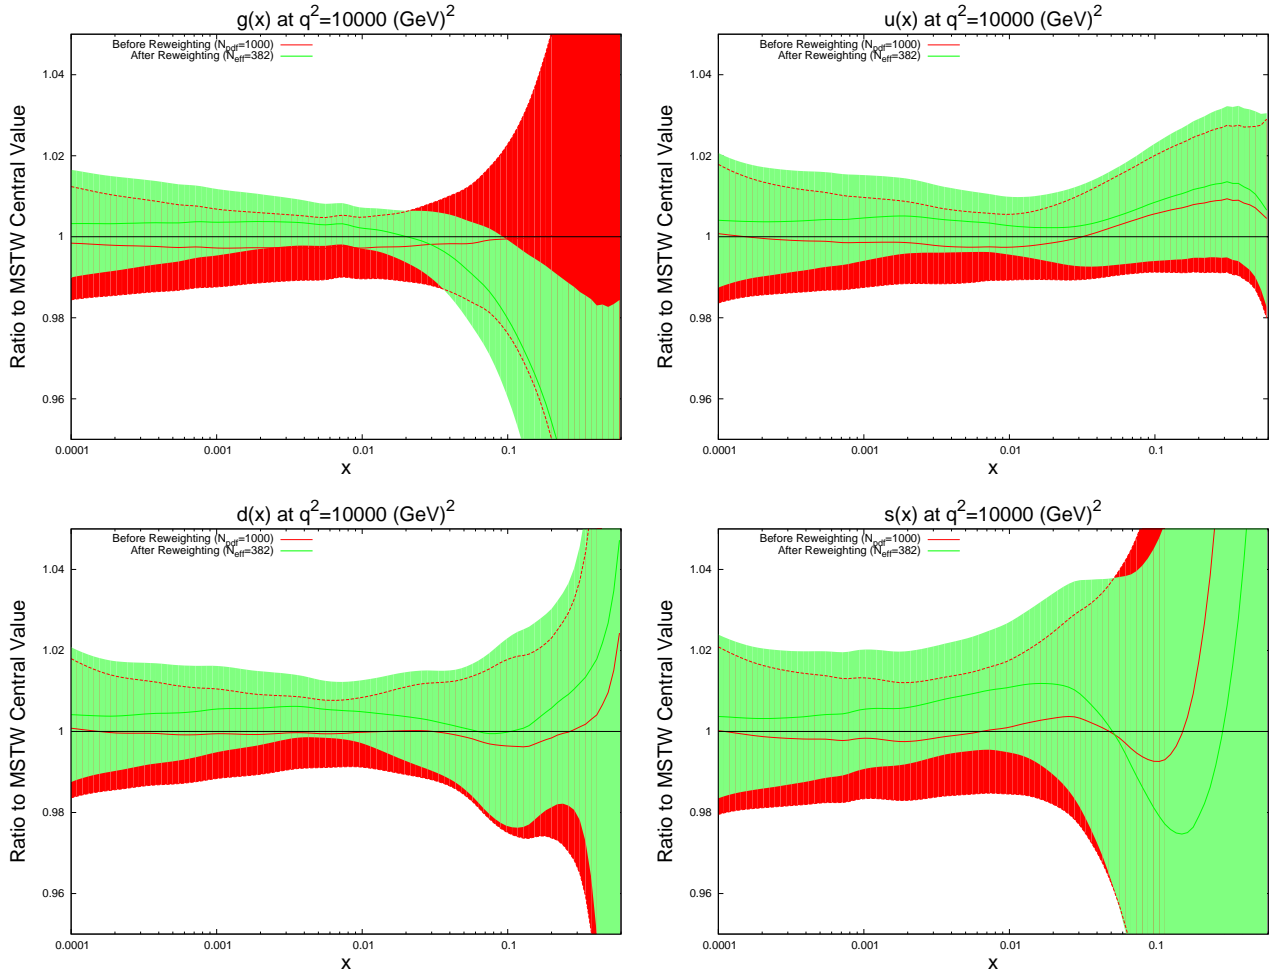 g(x) at q²=10000 (GeV)²
Before Reweighting (N_pdf=1000)
After Reweighting (N_eff=382)
1.04
1.02
1
0.98
0.96
Ratio to MSTW Central Value
0.0001 0.001 0.01 0.1
x
u(x) at q²=10000 (GeV)²
Before Reweighting (N_pdf=1000)
After Reweighting (N_eff=382)
1.04
1.02
1
0.98
0.96
Ratio to MSTW Central Value
0.0001 0.001 0.01 0.1
x
d(x) at q²=10000 (GeV)²
Before Reweighting (N_pdf=1000)
After Reweighting (N_eff=382)
1.04
1.02
1
0.98
0.96
Ratio to MSTW Central Value
0.0001 0.001 0.01 0.1
x
s(x) at q²=10000 (GeV)²
Before Reweighting (N_pdf=1000)
After Reweighting (N_eff=382)
1.04
1.02
1
0.98
0.96
Ratio to MSTW Central Value
0.0001 0.001 0.01 0.1
x